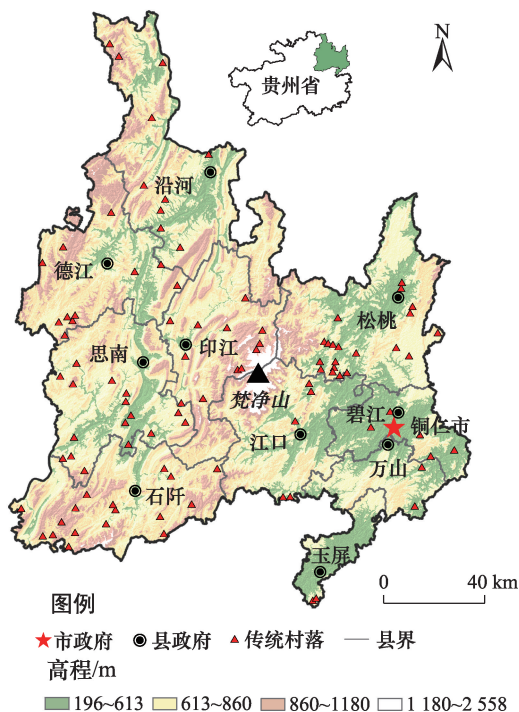 N
贵州省
沿河
德江
松桃
思南
印江
梵净山
碧江
铜仁市
江口
万山
石阡
玉屏
0 40 km
图例
市政府 县政府 传统村落 县界
高程/m
196~613 613~860 860~1180 1 180~2 558